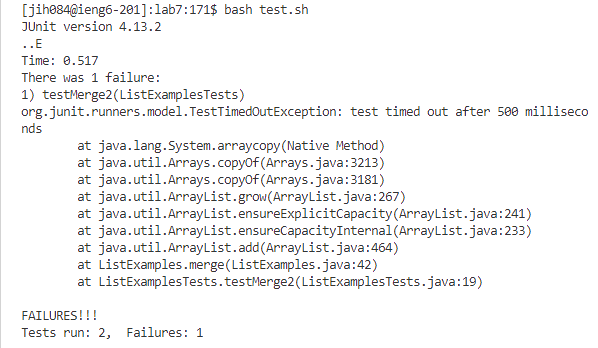 [jih084@ieng6-201]:lab7:171$ bash test.sh
JUnit version 4.13.2
..E
Time: 0.517
There was 1 failure:
1) testMerge2(ListExamplesTests)
org.junit.runners.model.TestTimedOutException: test timed out after 500 milliseco
nds
        at java.lang.System.arraycopy(Native Method)
        at java.util.Arrays.copyOf(Arrays.java:3213)
        at java.util.Arrays.copyOf(Arrays.java:3181)
        at java.util.ArrayList.grow(ArrayList.java:267)
        at java.util.ArrayList.ensureExplicitCapacity(ArrayList.java:241)
        at java.util.ArrayList.ensureCapacityInternal(ArrayList.java:233)
        at java.util.ArrayList.add(ArrayList.java:464)
        at ListExamples.merge(ListExamples.java:42)
        at ListExamplesTests.testMerge2(ListExamplesTests.java:19)

FAILURES!!!
Tests run: 2,  Failures: 1